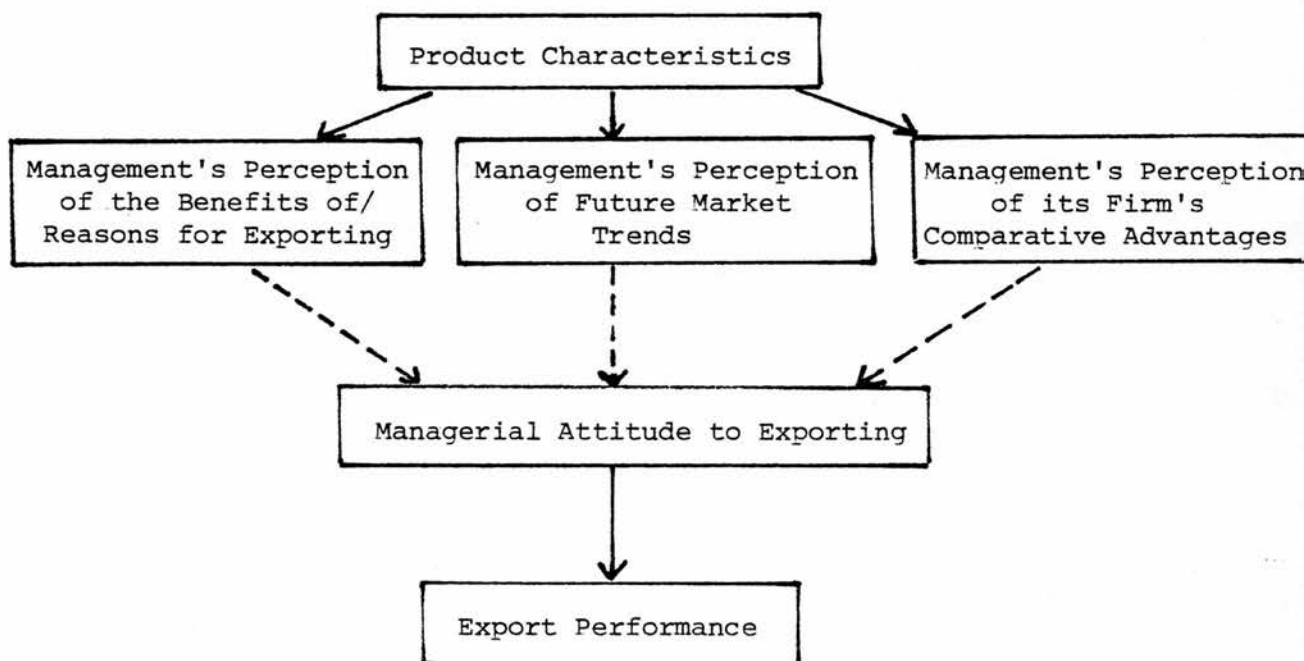 Product Characteristics
Management's Perception
of the Benefits of/
Reasons for Exporting
Management's Perception
of Future Market
Trends
Management's Perception
of its Firm's
Comparative Advantages
Managerial Attitude to Exporting
Export Performance